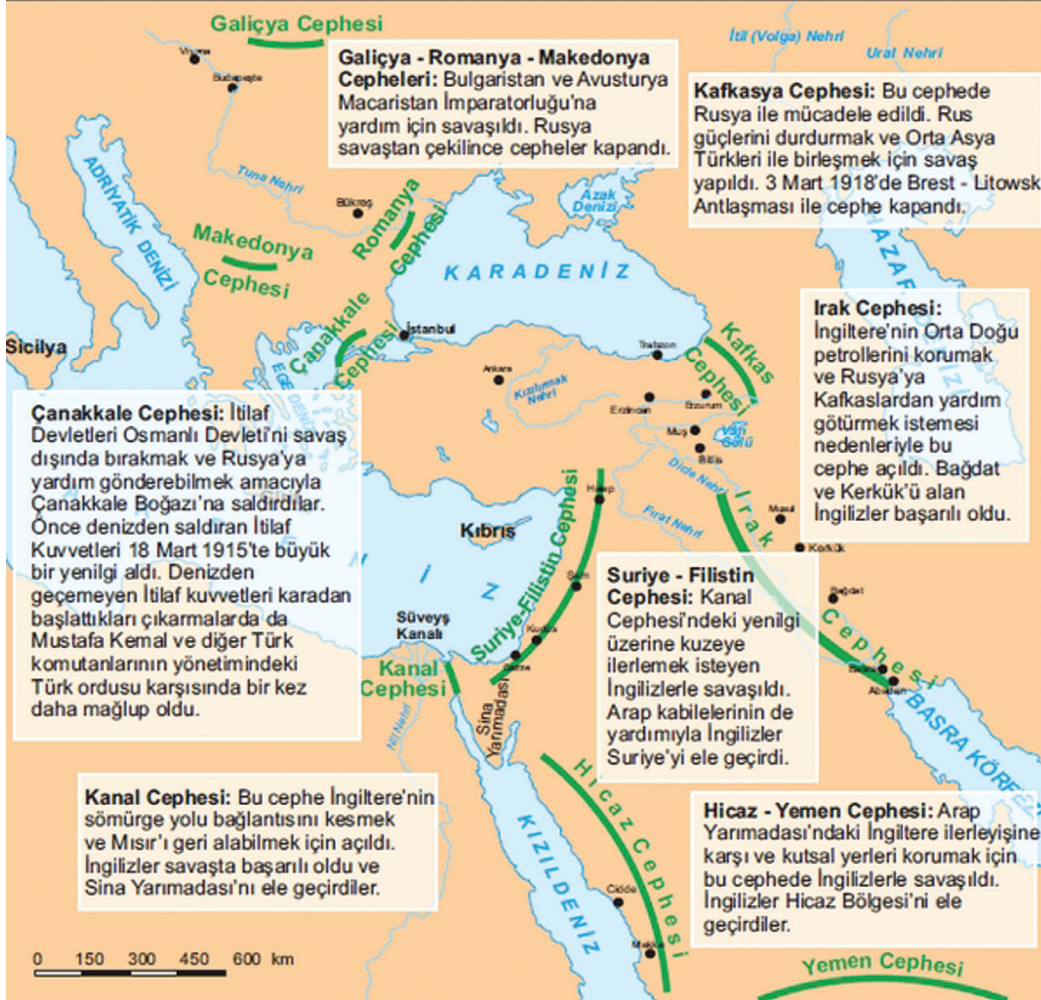 Galiçya Cephesi
Viyana
Budapeşte
Galiçya - Romanya - Makedonya
Cepheleri: Bulgaristan ve Avusturya
Macaristan İmparatorluğu'na
yardım için savaşıldı. Rusya
savaştan çekilince cepheler kapandı.
İtil (Volga) Nehri
Ural Nehri
Kafkasya Cephesi: Bu cephede
Rusya ile mücadele edildi. Rus
güçlerini durdurmak ve Orta Asya
Türkleri ile birleşmek için savaş
yapıldı. 3 Mart 1918'de Brest - Litowsk
Antlaşması ile cephe kapandı.
ADRİYATİK DENİZİ
Tuna Nehri
Bükreş
Romanya
Cephesi
Azak
Denizi
Makedonya
Cephesi
KARADENİZ
HAZAR DENİZİ
Irak Cephesi:
İngiltere'nin Orta Doğu
petrollerini korumak
ve Rusya'ya
Kafkaslardan yardım
götürmek istemesi
nedenleriyle bu
cephe açıldı. Bağdat
ve Kerkük'ü alan
İngilizler başarılı oldu.
Sicilya
Çanakkale
Cephesi
İstanbul
EGE DENİZİ
Ankara
Kızılırmak
Nehri
Trabzon
Kafkas
Cephesi
Erzincan
Erzurum
Muş
Van
Gölü
Bitlis
Dicle Nehri
Fırat Nehri
Çanakkale Cephesi: İtilaf
Devletleri Osmanlı Devleti'ni savaş
dışında bırakmak ve Rusya'ya
yardım gönderebilmek amacıyla
Çanakkale Boğazı'na saldırdılar.
Önce denizden saldıran İtilaf
Kuvvetleri 18 Mart 1915'te büyük
bir yenilgi aldı. Denizden
geçemeyen İtilaf kuvvetleri karadan
başlattıkları çıkarmalarda da
Mustafa Kemal ve diğer Türk
komutanlarının yönetimindeki
Türk ordusu karşısında bir kez
daha mağlup oldu.
Kıbrıs
Halep
Şam
Kudüs
Gazze
Suriye-Filistin Cephesi
Irak Cephesi
Musul
Kerkük
Bağdat
Basra
Abadan
BASRA KÖRFEZİ
Suriye - Filistin
Cephesi: Kanal
Cephesi'ndeki yenilgi
üzerine kuzeye
ilerlemek isteyen
İngilizlerle savaşıldı.
Arap kabilelerinin de
yardımıyla İngilizler
Suriye'yi ele geçirdi.
Süveyş
Kanalı
Kanal
Cephesi
Sina
Yarımadası
Nil Nehri
Kanal Cephesi: Bu cephe İngiltere'nin
sömürge yolu bağlantısını kesmek
ve Mısır'ı geri alabilmek için açıldı.
İngilizler savaşta başarılı oldu ve
Sina Yarımadası'nı ele geçirdiler.
KIZILDENİZ
Hicaz Cephesi
Cidde
Mekke
Hicaz - Yemen Cephesi: Arap
Yarımadası'ndaki İngiltere ilerleyişine
karşı ve kutsal yerleri korumak için
bu cephede İngilizlerle savaşıldı.
İngilizler Hicaz Bölgesi'ni ele
geçirdiler.
Yemen Cephesi
0 150 300 450 600 km